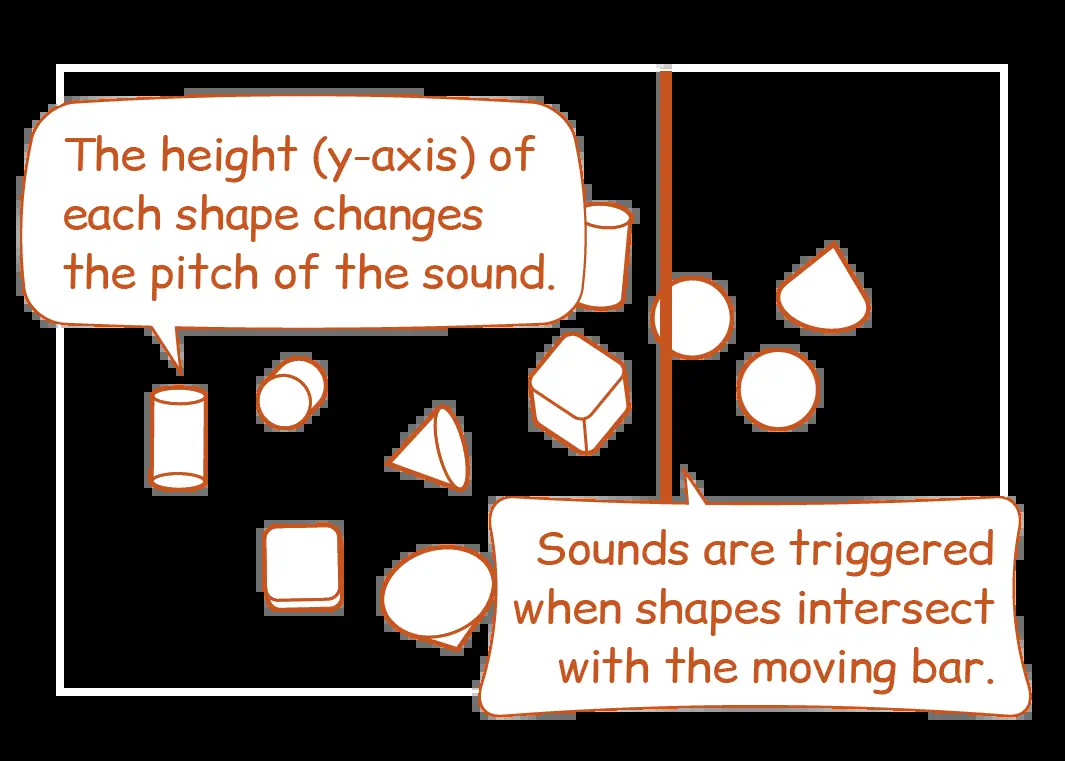 The height (y-axis) of
each shape changes
the pitch of the sound.
Sounds are triggered
when shapes intersect
with the moving bar.